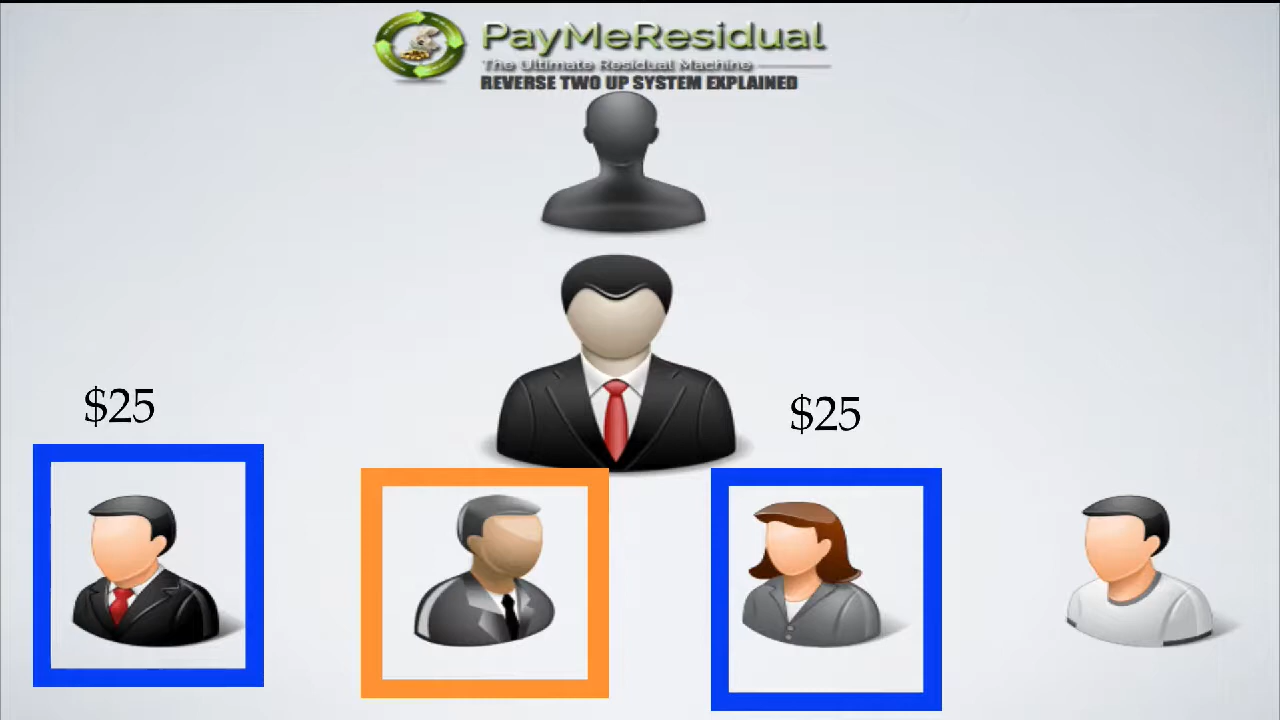 PayMeResidual
The Ultimate Residual Machine
REVERSE TWO UP SYSTEM EXPLAINED
$25
$25